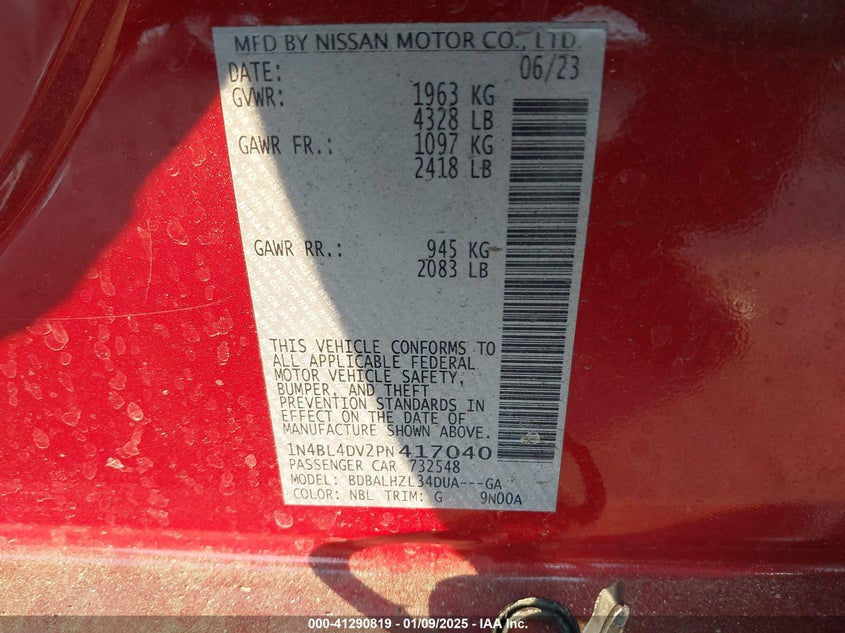 MFD BY NISSAN MOTOR CO., LTD.
DATE: 06/23
GVWR: 1963 KG
4328 LB
GAWR FR.: 1097 KG
2418 LB
GAWR RR.: 945 KG
2083 LB
THIS VEHICLE CONFORMS TO
ALL APPLICABLE FEDERAL
MOTOR VEHICLE SAFETY,
BUMPER, AND THEFT
PREVENTION STANDARDS IN
EFFECT ON THE DATE OF
MANUFACTURE SHOWN ABOVE.
1N4BL4DV2PN417040
PASSENGER CAR 732548
MODEL: BDBALHZL34DUA---GA
COLOR: NBL TRIM: G 9N00A
000-41290819 - 01/09/2025 - IAA Inc.